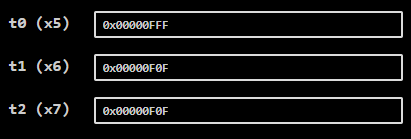 t0 (x5) 0x00000FFF
t1 (x6) 0x00000F0F
t2 (x7) 0x00000F0F